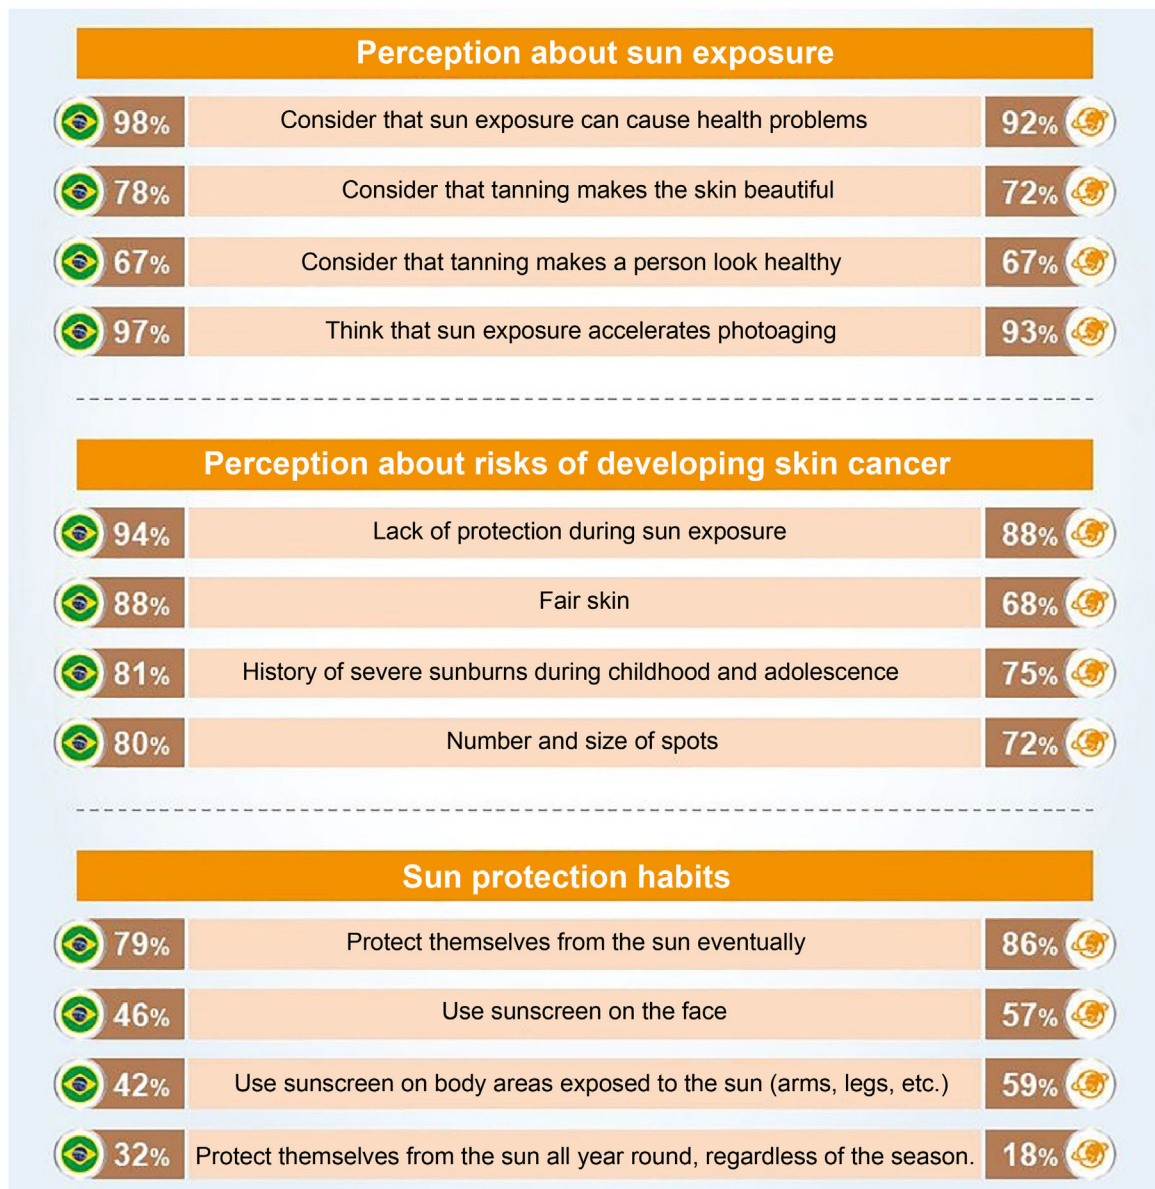 Perception about sun exposure
98% Consider that sun exposure can cause health problems 92%
78% Consider that tanning makes the skin beautiful 72%
67% Consider that tanning makes a person look healthy 67%
97% Think that sun exposure accelerates photoaging 93%
Perception about risks of developing skin cancer
94% Lack of protection during sun exposure 88%
88% Fair skin 68%
81% History of severe sunburns during childhood and adolescence 75%
80% Number and size of spots 72%
Sun protection habits
79% Protect themselves from the sun eventually 86%
46% Use sunscreen on the face 57%
42% Use sunscreen on body areas exposed to the sun (arms, legs, etc.) 59%
32% Protect themselves from the sun all year round, regardless of the season. 18%